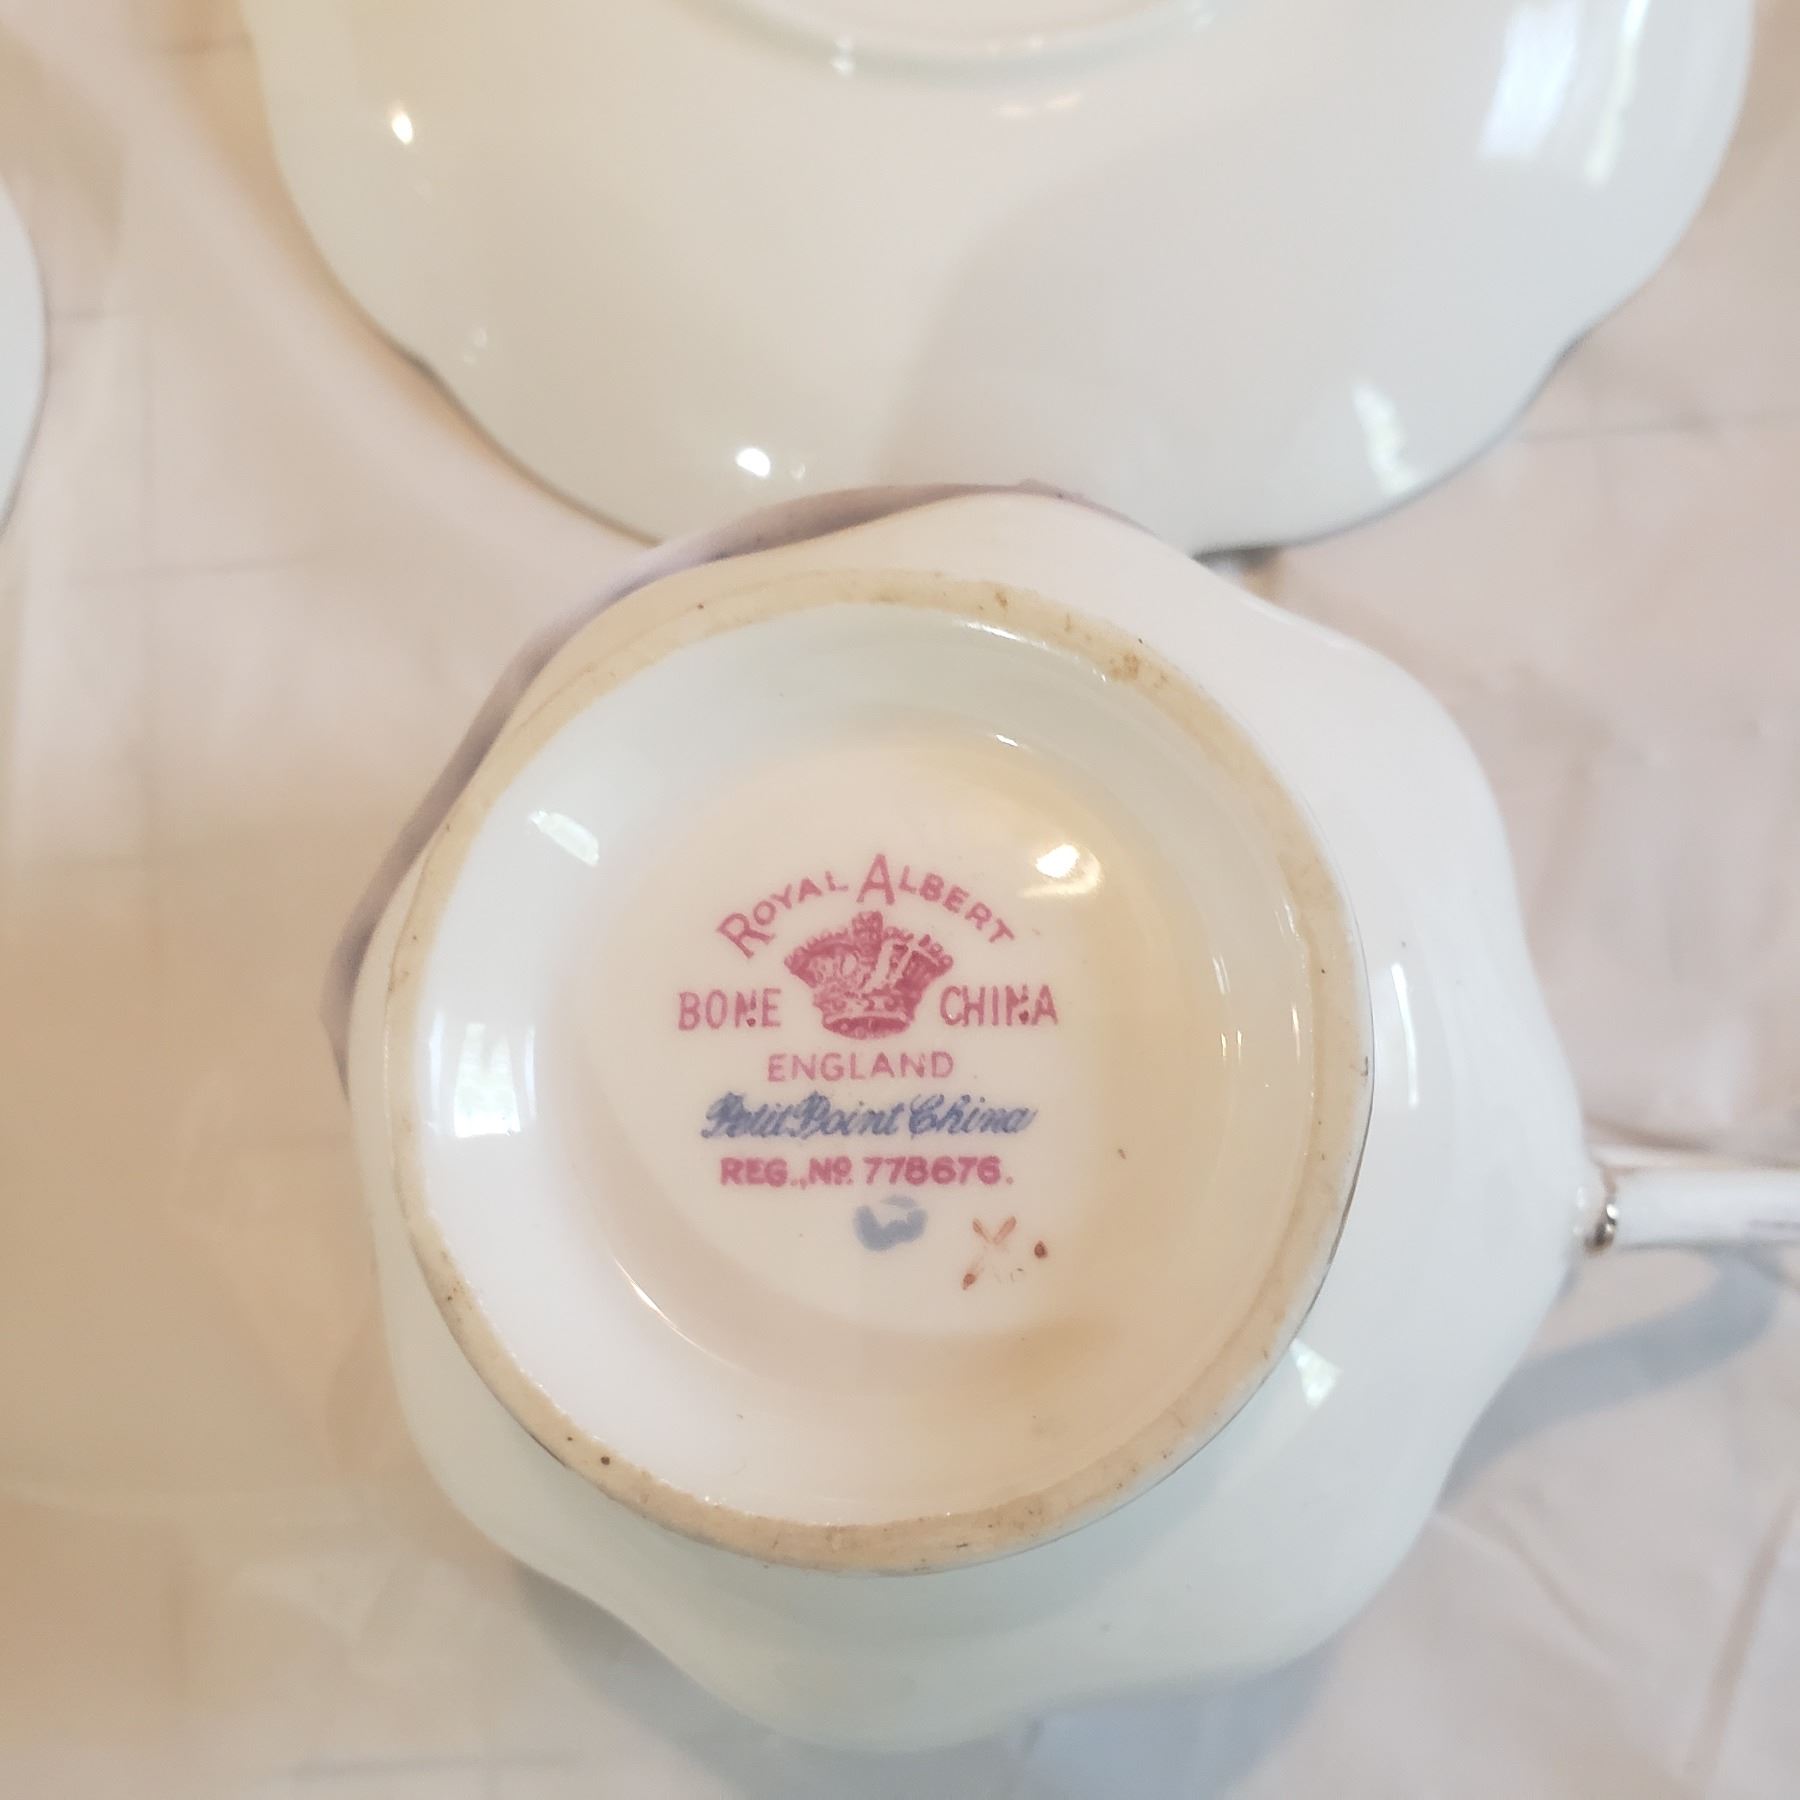 ROYAL ALBERT
BONE CHINA
ENGLAND
Petit Point China
REG., No. 778676.